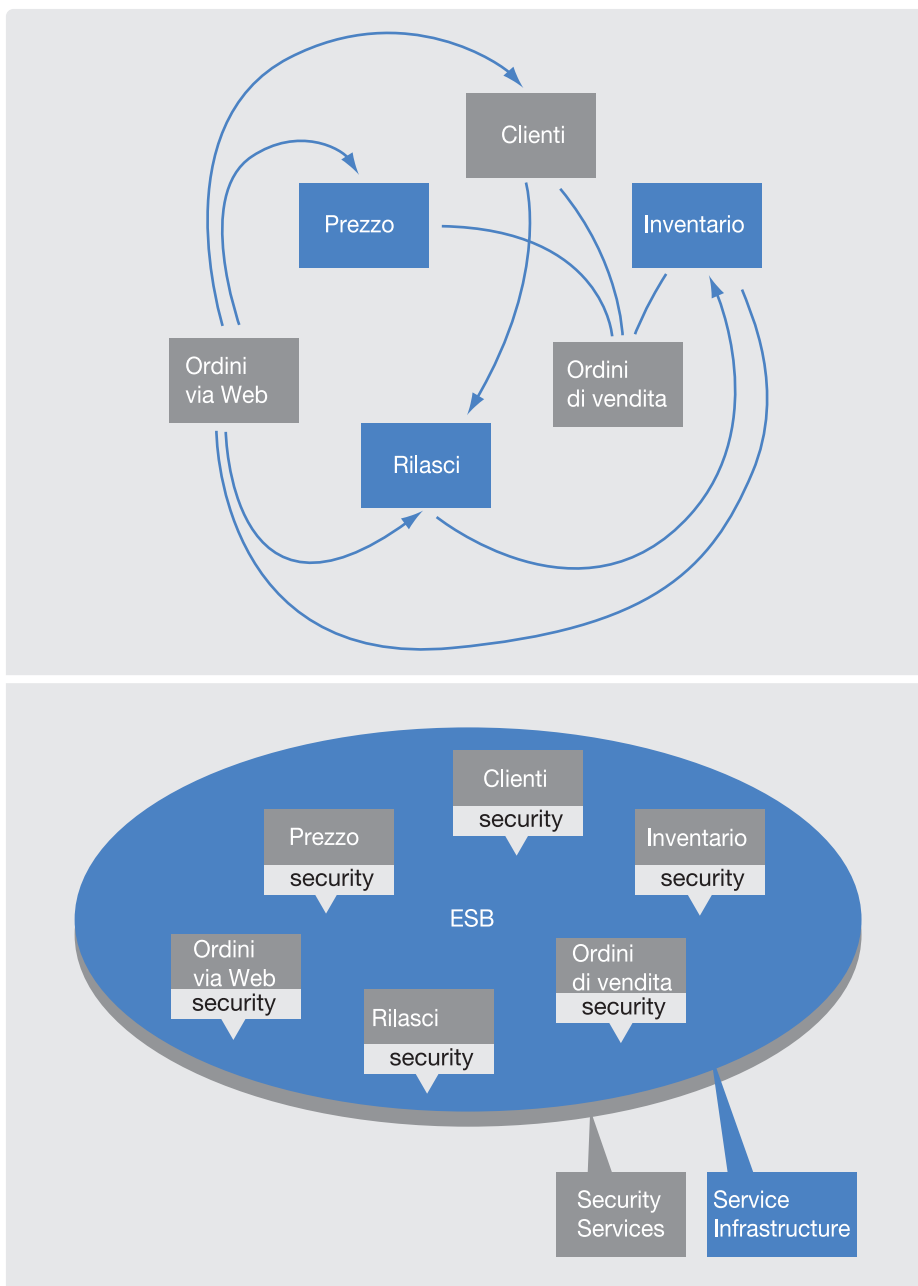 Clienti
Prezzo
Inventario
Ordini
via Web
Ordini
di vendita
Rilasci
Clienti
security
Prezzo
security
Inventario
security
ESB
Ordini
via Web
security
Ordini
di vendita
security
Rilasci
security
Security
Services
Service
Infrastructure